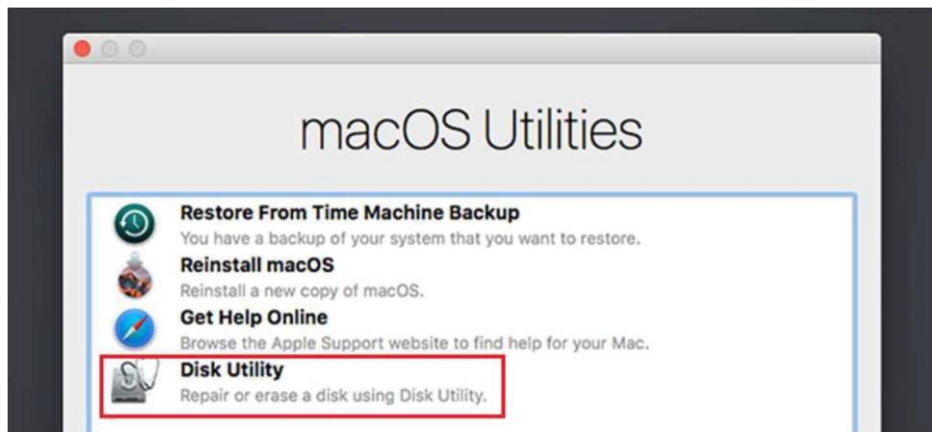 macOS Utilities
Restore From Time Machine Backup
You have a backup of your system that you want to restore.
Reinstall macOS
Reinstall a new copy of macOS.
Get Help Online
Browse the Apple Support website to find help for your Mac.
Disk Utility
Repair or erase a disk using Disk Utility.